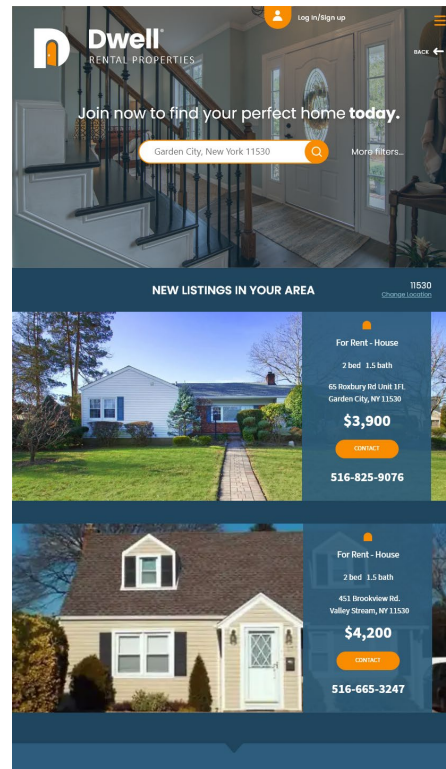 Log in/Sign up
Dwell
RENTAL PROPERTIES
BACK
Join now to find your perfect home today.
Garden City, New York 11530
More filters...
NEW LISTINGS IN YOUR AREA
11530
Change Location
For Rent - House
2 bed 1.5 bath
65 Roxbury Rd Unit 1Fl.
Garden City, NY 11530
$3,900
CONTACT
516-825-9076
For Rent - House
2 bed 1.5 bath
451 Brookview Rd.
Valley Stream, NY 11530
$4,200
CONTACT
516-665-3247